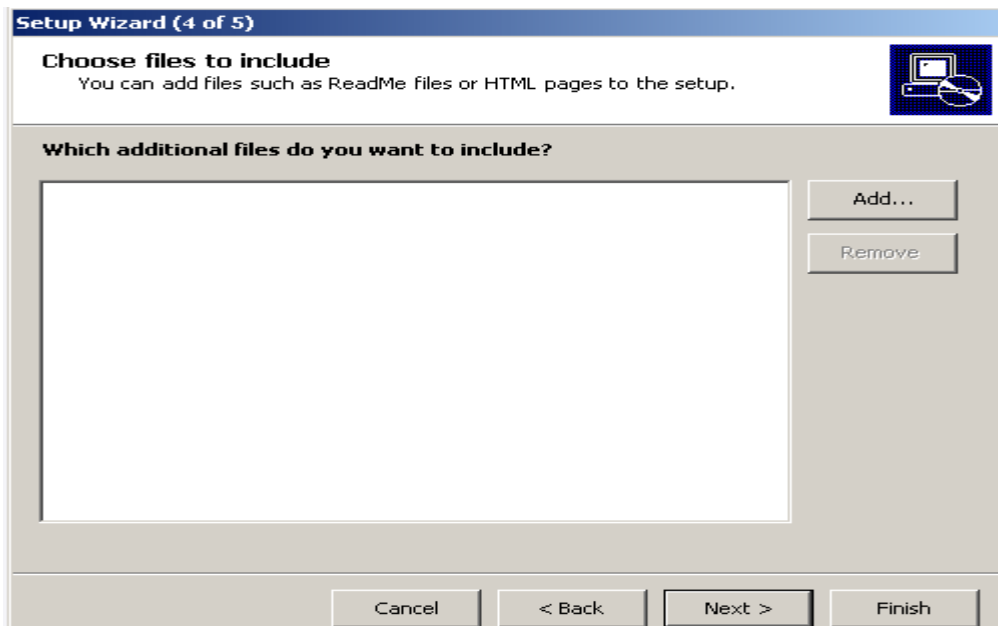 Setup Wizard (4 of 5)
Choose files to include
You can add files such as ReadMe files or HTML pages to the setup.
Which additional files do you want to include?
Add...
Remove
Cancel
< Back
Next >
Finish